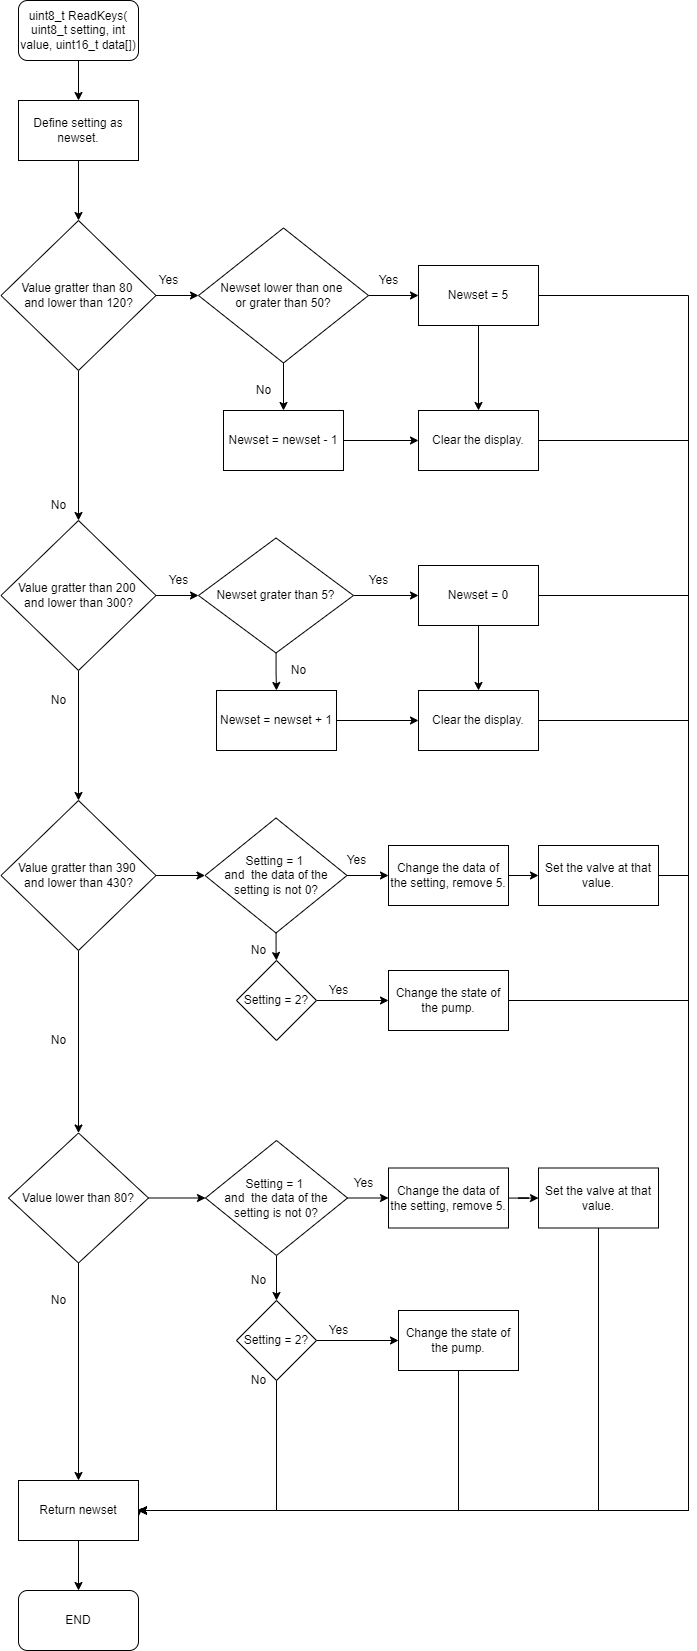 uint8_t ReadKeys(
uint8_t setting, int
value, uint16_t data[])
Define setting as
newset.
Value gratter than 80
and lower than 120?
Yes
Newset lower than one
or grater than 50?
Yes
Newset = 5
No
Newset = newset - 1
Clear the display.
No
Value gratter than 200
and lower than 300?
Yes
Newset grater than 5?
Yes
Newset = 0
No
No
Newset = newset + 1
Clear the display.
Value gratter than 390
and lower than 430?
Setting = 1
and the data of the
setting is not 0?
Yes
Change the data of
the setting, remove 5.
Set the valve at that
value.
No
Setting = 2?
Yes
Change the state of
the pump.
No
Value lower than 80?
Setting = 1
and the data of the
setting is not 0?
Yes
Change the data of
the setting, remove 5.
Set the valve at that
value.
No
No
Setting = 2?
Yes
Change the state of
the pump.
No
Return newset
END